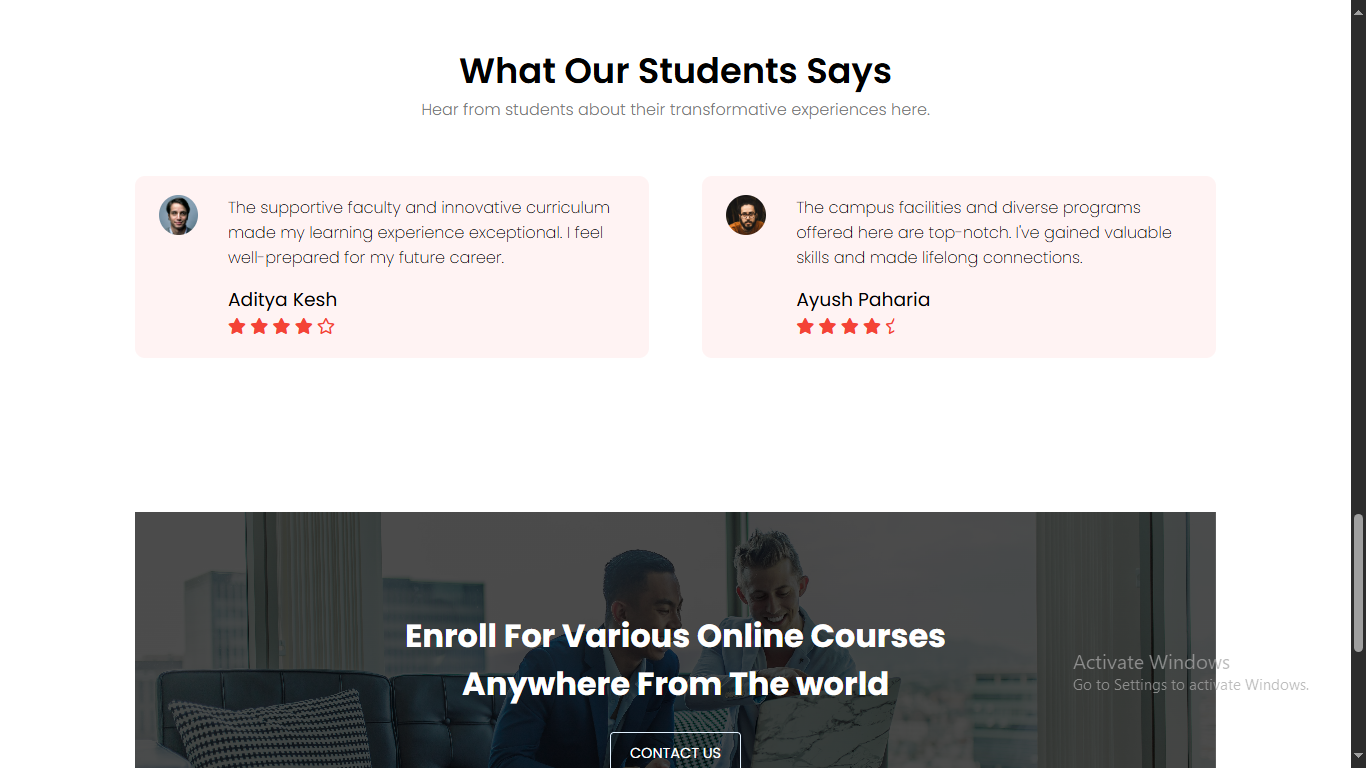 What Our Students Says
Hear from students about their transformative experiences here.
The supportive faculty and innovative curriculum
made my learning experience exceptional. I feel
well-prepared for my future career.
Aditya Kesh
The campus facilities and diverse programs
offered here are top-notch. I've gained valuable
skills and made lifelong connections.
Ayush Paharia
Enroll For Various Online Courses
Anywhere From The world
CONTACT US
Activate Windows
Go to Settings to activate Windows.